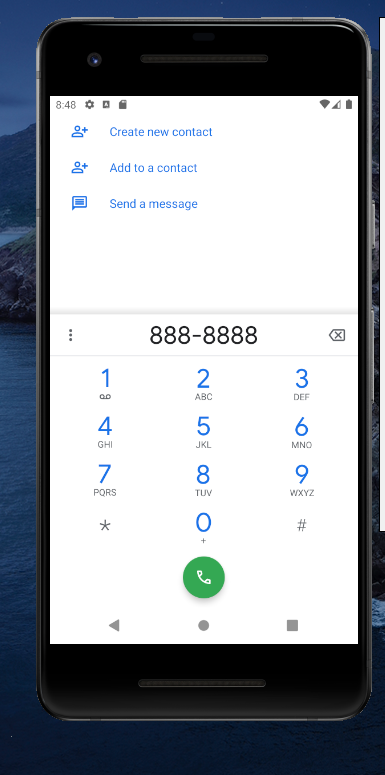 8:48
Create new contact
Add to a contact
Send a message
888-8888
1 2 3
ABC DEF
4 5 6
GHI JKL MNO
7 8 9
PQRS TUV WXYZ
* 0 #
+